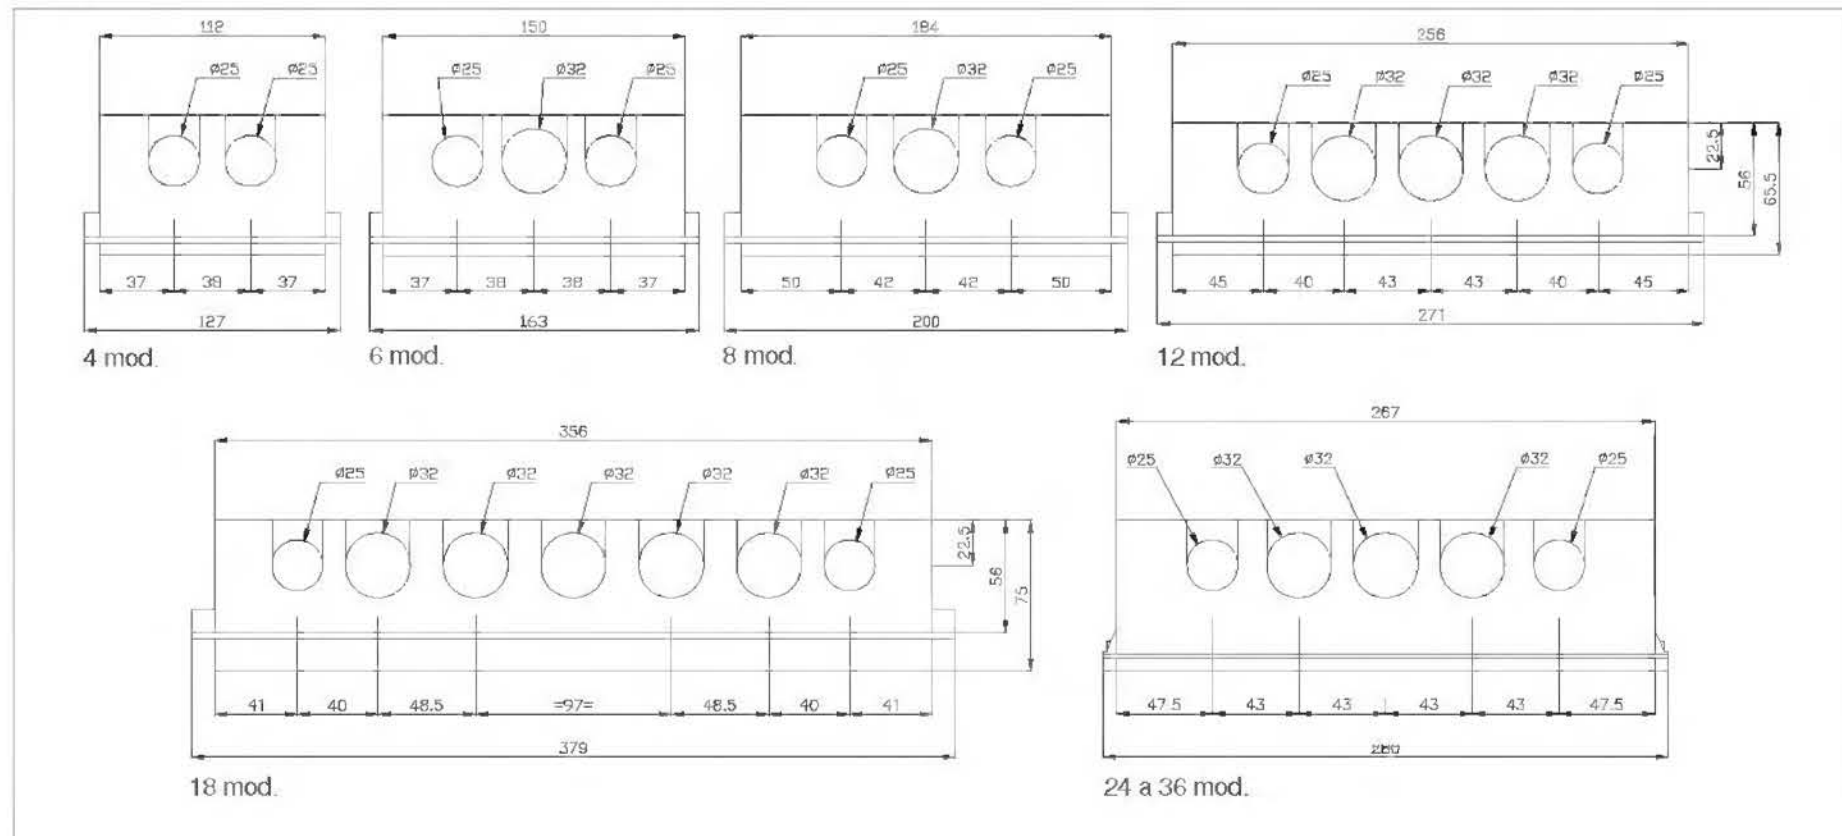 112
150
184
256
ø25 ø25
ø25 ø32 ø25
ø25 ø32 ø25
ø25 ø32 ø32 ø32 ø25
22.5
56
65.5
37 39 37
37 38 38 37
50 42 42 50
45 40 43 43 40 45
127
163
200
271
4 mod.
6 mod.
8 mod.
12 mod.
356
267
ø25 ø32 ø32 ø32 ø32 ø32 ø25
ø25 ø32 ø32 ø32 ø25
22.5
56
75
41 40 48.5 =97= 48.5 40 41
47.5 43 43 43 43 47.5
379
280
18 mod.
24 a 36 mod.